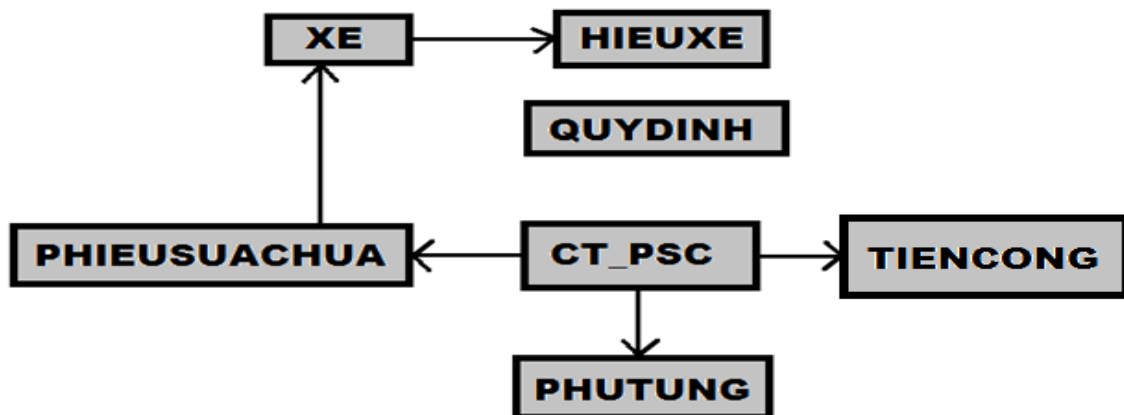 XE
HIEUXE
QUYDINH
PHIEUSUACHUA
CT_PSC
TIENCONG
PHUTUNG